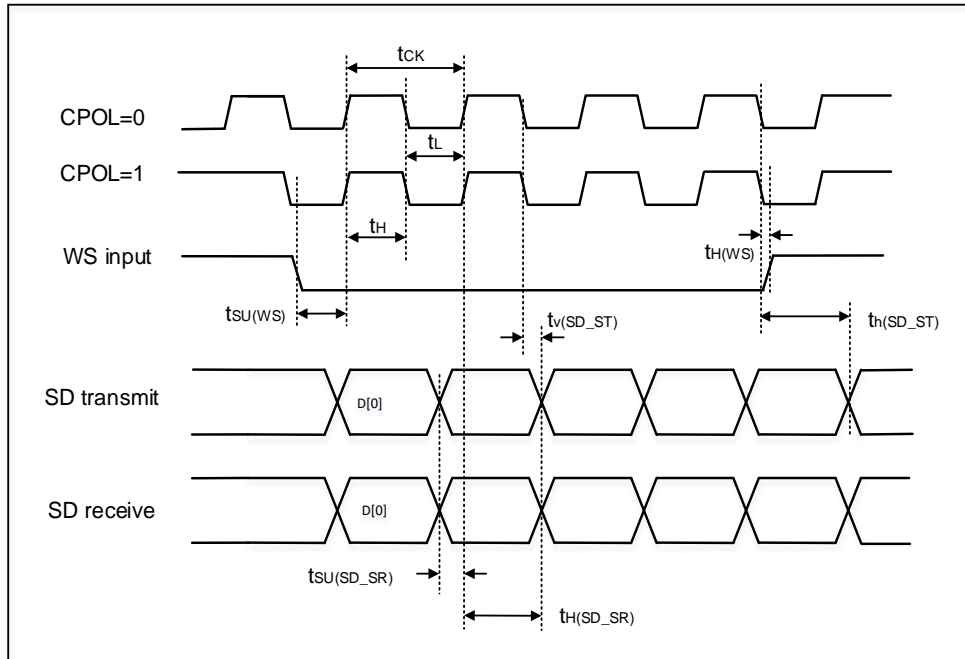 tCK
CPOL=0
tL
CPOL=1
tH
WS input
tH(WS)
tSU(WS)
tv(SD_ST)
th(SD_ST)
SD transmit
D[0]
SD receive
D[0]
tSU(SD_SR)
tH(SD_SR)